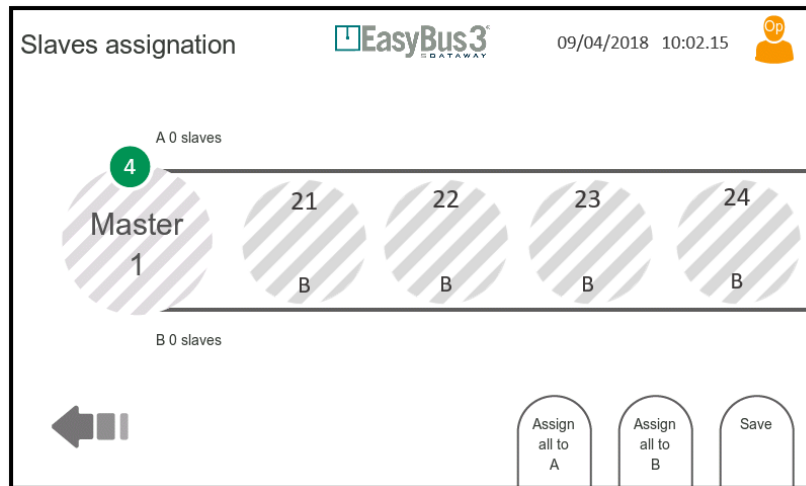 Slaves assignation
EasyBus3
DATAWAY
09/04/2018 10:02.15
Op
A 0 slaves
4
Master
1
21
22
23
24
B
B
B
B
B 0 slaves
Assign
all to
A
Assign
all to
B
Save